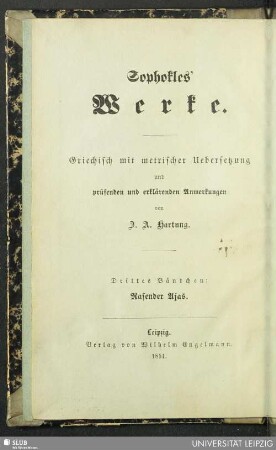 Sophokles'
Werke.
Griechisch mit metrischer Uebersetzung
und
prüfenden und erklärenden Anmerkungen
von
J. A. Hartung.
Drittes Bändchen:
Rasender Ajas.
Leipzig.
Verlag von Wilhelm Engelmann.
1851.
SLUB
UNIVERSITÄT LEIPZIG